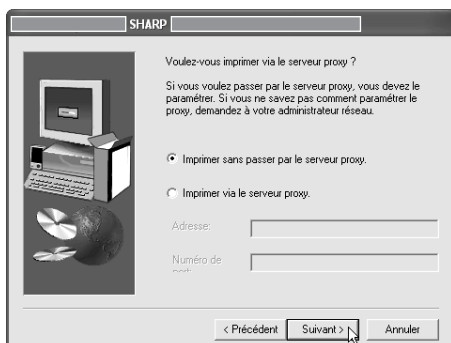 SHARP
Voulez-vous imprimer via le serveur proxy ?
Si vous voulez passer par le serveur proxy, vous devez le
paramétrer. Si vous ne savez pas comment paramétrer le
proxy, demandez à votre administrateur réseau.
Imprimer sans passer par le serveur proxy.
Imprimer via le serveur proxy.
Adresse:
Numéro de
port:
< Précédent
Suivant >
Annuler